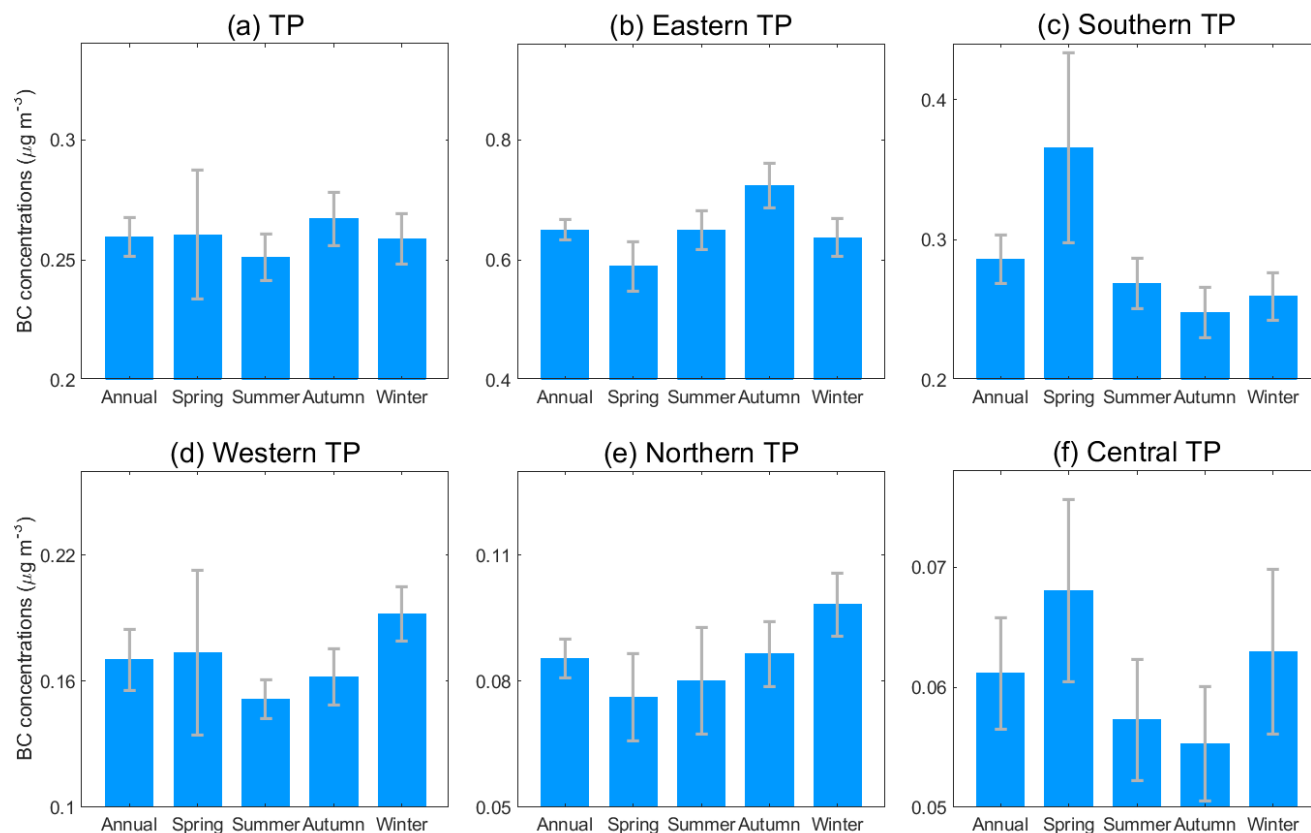 (a) TP
(b) Eastern TP
(c) Southern TP
BC concentrations (μg m⁻³)
0.3
0.25
0.2
Annual Spring Summer Autumn Winter
0.8
0.6
0.4
Annual Spring Summer Autumn Winter
0.4
0.3
0.2
Annual Spring Summer Autumn Winter
(d) Western TP
(e) Northern TP
(f) Central TP
BC concentrations (μg m⁻³)
0.22
0.16
0.1
Annual Spring Summer Autumn Winter
0.11
0.08
0.05
Annual Spring Summer Autumn Winter
0.07
0.06
0.05
Annual Spring Summer Autumn Winter